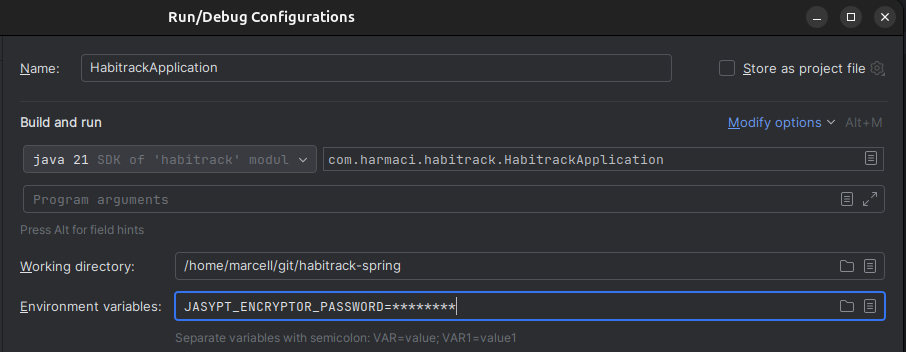 Run/Debug Configurations
Name: HabitrackApplication Store as project file
Build and run Modify options Alt+M
java 21 SDK of 'habitrack' modul com.harmaci.habitrack.HabitrackApplication
Program arguments
Press Alt for field hints
Working directory: /home/marcell/git/habitrack-spring
Environment variables: JASYPT_ENCRYPTOR_PASSWORD=********
Separate variables with semicolon: VAR=value; VAR1=value1